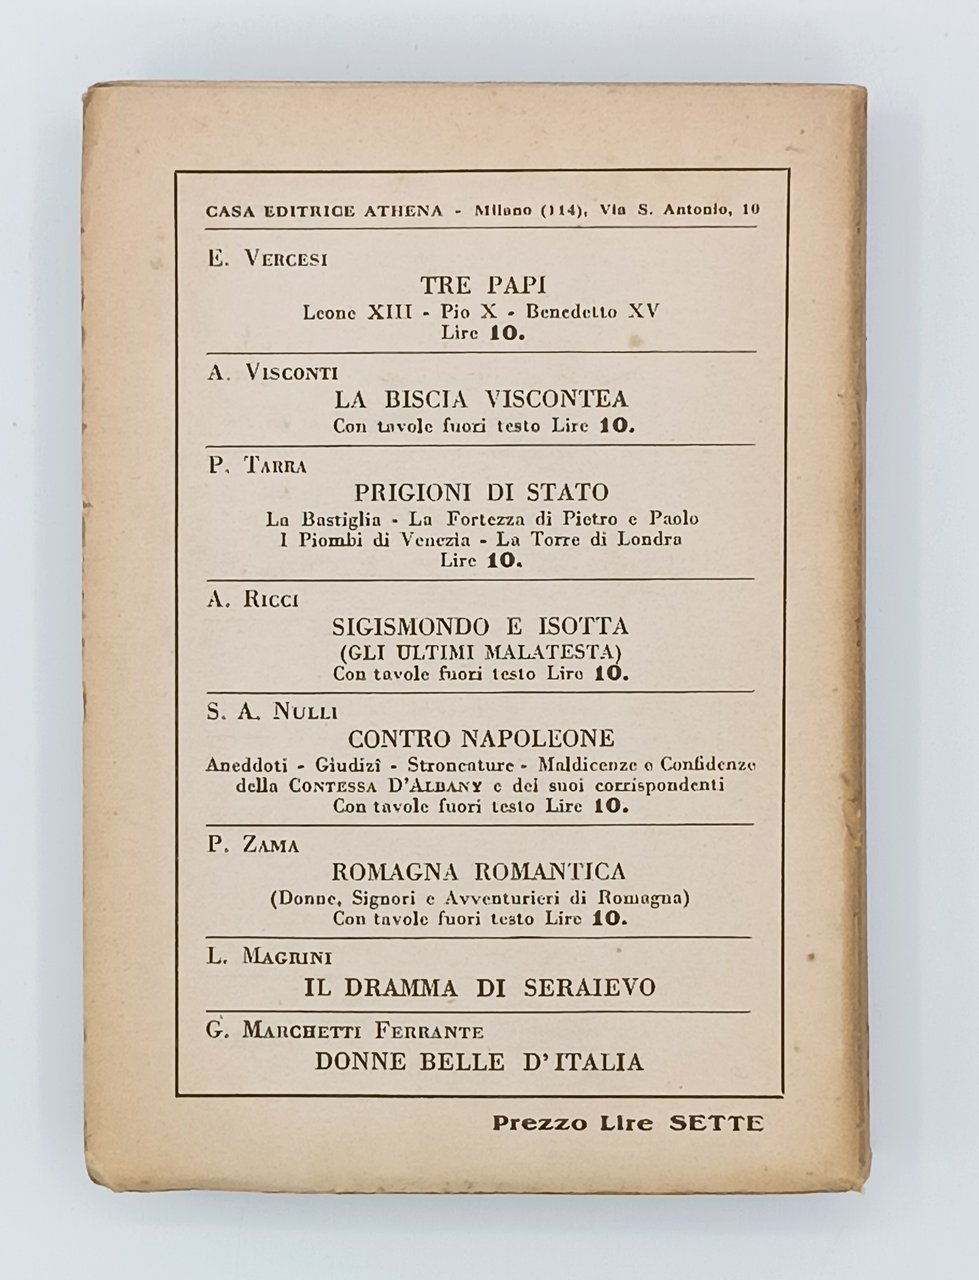 CASA EDITRICE ATHENA - Milano (114), Via S. Antonio, 10
E. VERCESI
TRE PAPI
Leone XIII - Pio X - Benedetto XV
Lire 10.
A. VISCONTI
LA BISCIA VISCONTEA
Con tavole fuori testo Lire 10.
P. TARRA
PRIGIONI DI STATO
La Bastiglia - La Fortezza di Pietro e Paolo
I Piombi di Venezia - La Torre di Londra
Lire 10.
A. RICCI
SIGISMONDO E ISOTTA
(GLI ULTIMI MALATESTA)
Con tavole fuori testo Lire 10.
S. A. NULLI
CONTRO NAPOLEONE
Aneddoti - Giudizî - Stroncature - Maldicenze e Confidenze
della CONTESSA D'ALBANY e dei suoi corrispondenti
Con tavole fuori testo Lire 10.
P. ZAMA
ROMAGNA ROMANTICA
(Donne, Signori e Avventurieri di Romagna)
Con tavole fuori testo Lire 10.
L. MAGRINI
IL DRAMMA DI SERAIEVO
G. MARCHETTI FERRANTE
DONNE BELLE D'ITALIA
Prezzo Lire SETTE